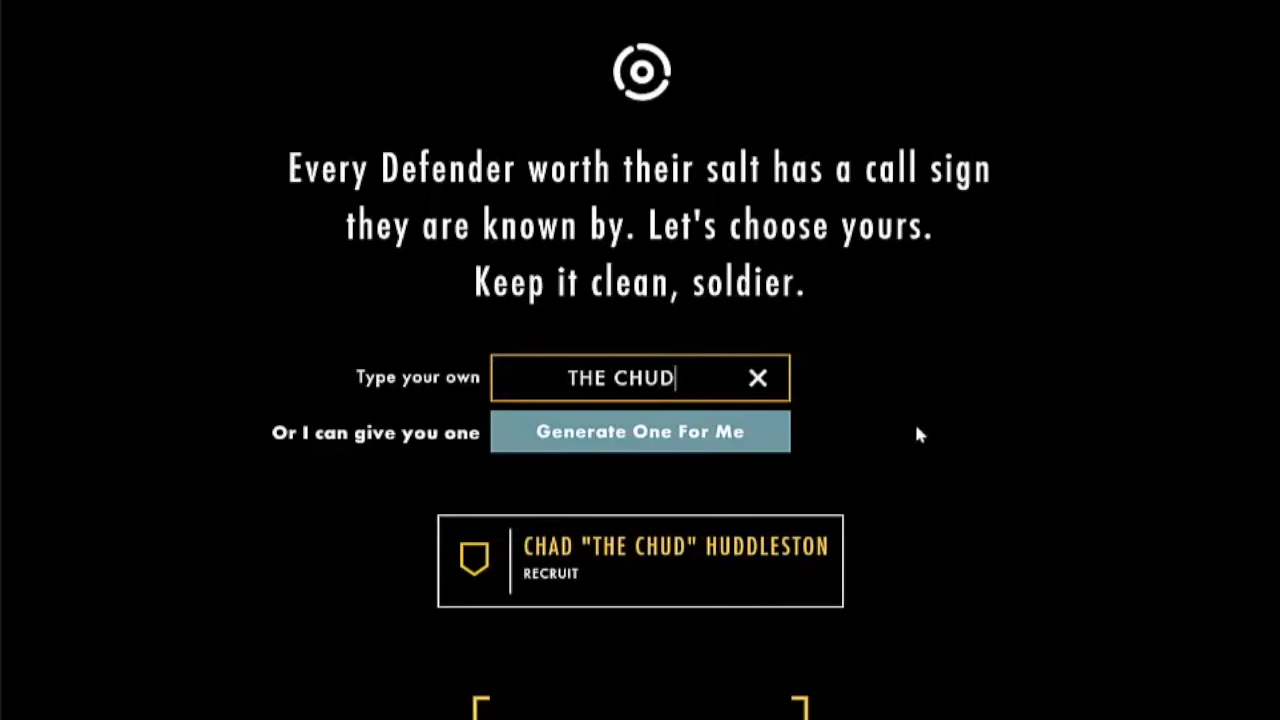 Every Defender worth their salt has a call sign
they are known by. Let's choose yours.
Keep it clean, soldier.
Type your own THE CHUD
Or I can give you one Generate One For Me
CHAD "THE CHUD" HUDDLESTON
RECRUIT